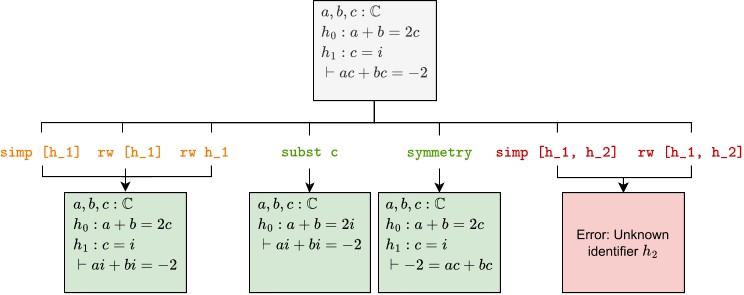 a, b, c : ℂ
h₀ : a + b = 2c
h₁ : c = i
⊢ ac + bc = −2
simp [h_1] rw [h_1] rw h_1 subst c symmetry simp [h_1, h_2] rw [h_1, h_2]
a, b, c : ℂ
h₀ : a + b = 2c
h₁ : c = i
⊢ ai + bi = −2
a, b, c : ℂ
h₀ : a + b = 2i
⊢ ai + bi = −2
a, b, c : ℂ
h₀ : a + b = 2c
h₁ : c = i
⊢ −2 = ac + bc
Error: Unknown
identifier h₂